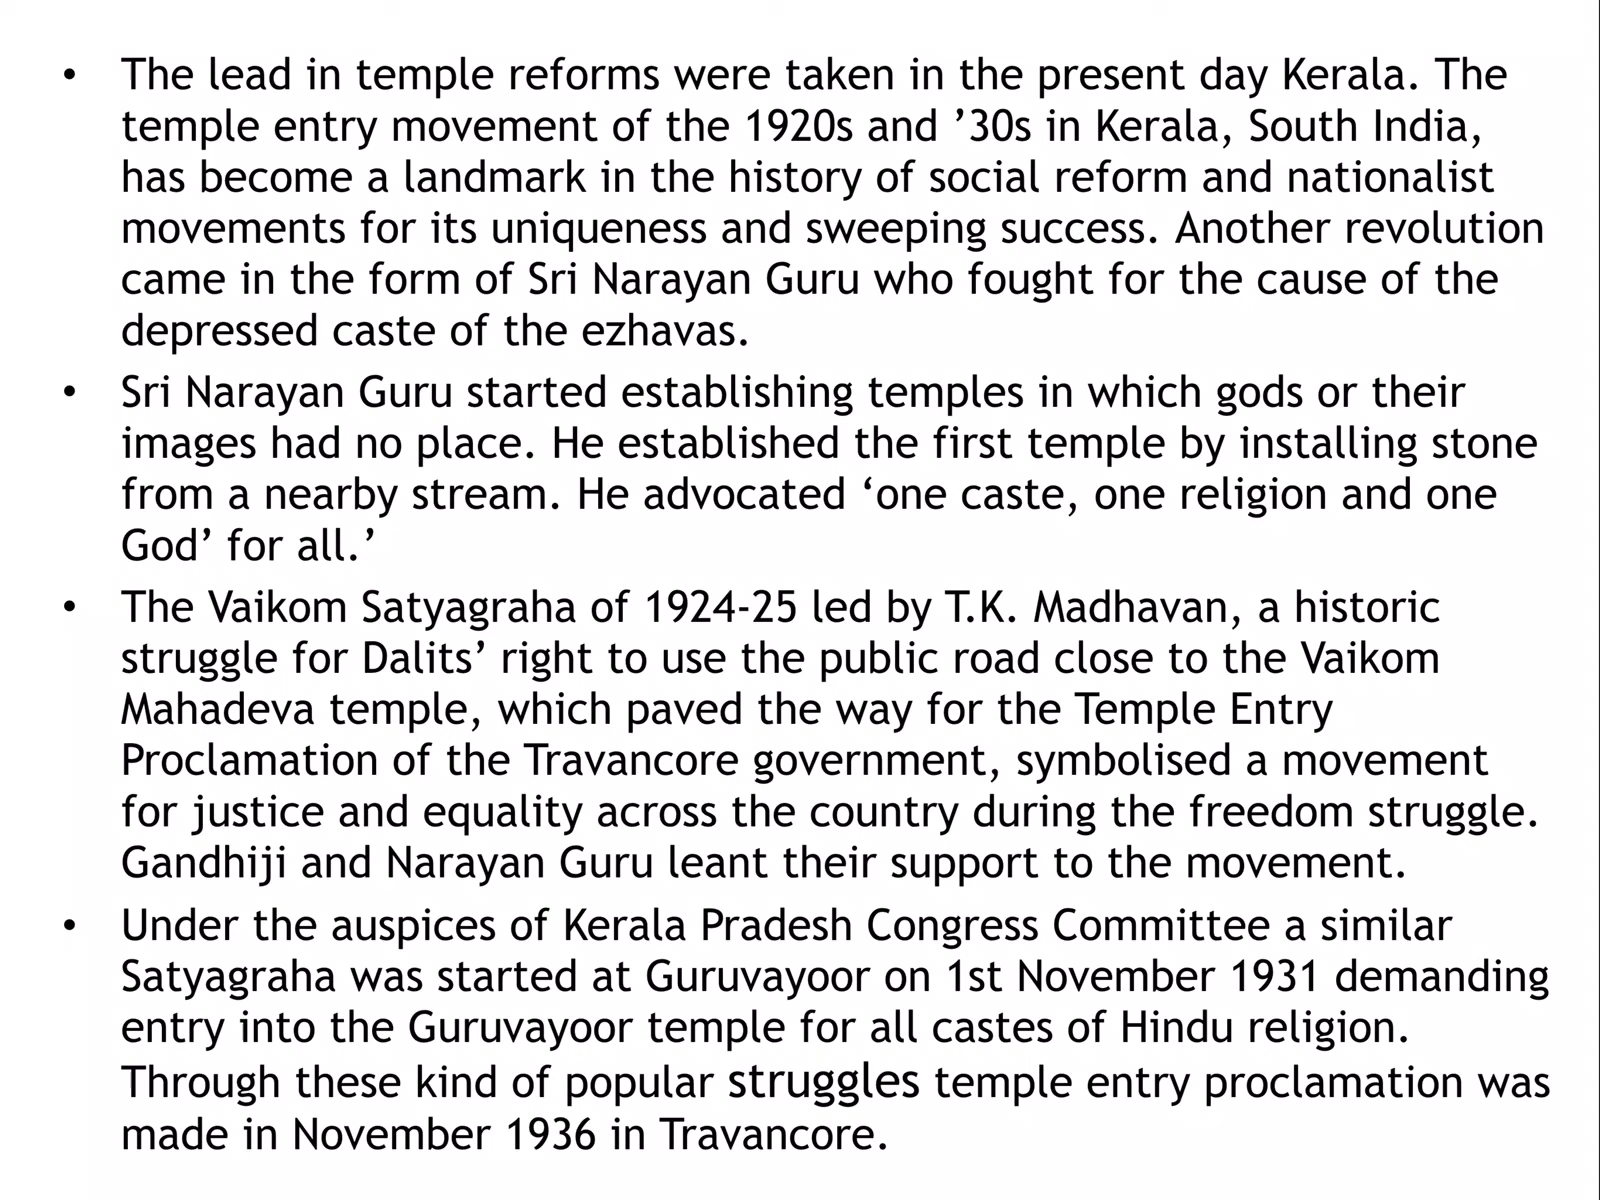 • The lead in temple reforms were taken in the present day Kerala. The
temple entry movement of the 1920s and ’30s in Kerala, South India,
has become a landmark in the history of social reform and nationalist
movements for its uniqueness and sweeping success. Another revolution
came in the form of Sri Narayan Guru who fought for the cause of the
depressed caste of the ezhavas.
• Sri Narayan Guru started establishing temples in which gods or their
images had no place. He established the first temple by installing stone
from a nearby stream. He advocated ‘one caste, one religion and one
God’ for all.’
• The Vaikom Satyagraha of 1924-25 led by T.K. Madhavan, a historic
struggle for Dalits’ right to use the public road close to the Vaikom
Mahadeva temple, which paved the way for the Temple Entry
Proclamation of the Travancore government, symbolised a movement
for justice and equality across the country during the freedom struggle.
Gandhiji and Narayan Guru leant their support to the movement.
• Under the auspices of Kerala Pradesh Congress Committee a similar
Satyagraha was started at Guruvayoor on 1st November 1931 demanding
entry into the Guruvayoor temple for all castes of Hindu religion.
Through these kind of popular struggles temple entry proclamation was
made in November 1936 in Travancore.